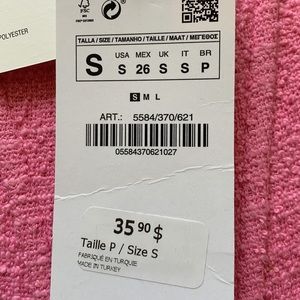 POLYESTER
FSC
TALLA / SIZE / TAMANHO / TAILLE / MAAT / ΜΕΓΕΘΟΣ
S
USA MEX UK IT BR
S 26 S S P
S M L
ART.: 5584/370/621
05584370621027
35 90 $
Taille P / Size S
FABRIQUÉ EN TURQUIE
MADE IN TURKEY